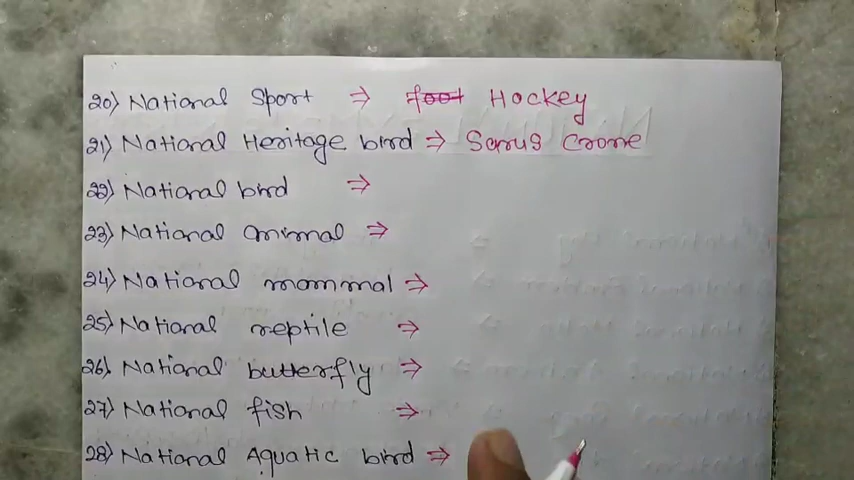 20) National Sport ⇒ foot Hockey
21) National Heritage bird ⇒ Sarus Crane
22) National bird ⇒
23) National animal ⇒
24) National mammal ⇒
25) National reptile ⇒
26) National butterfly ⇒
27) National fish ⇒
28) National Aquatic bird ⇒